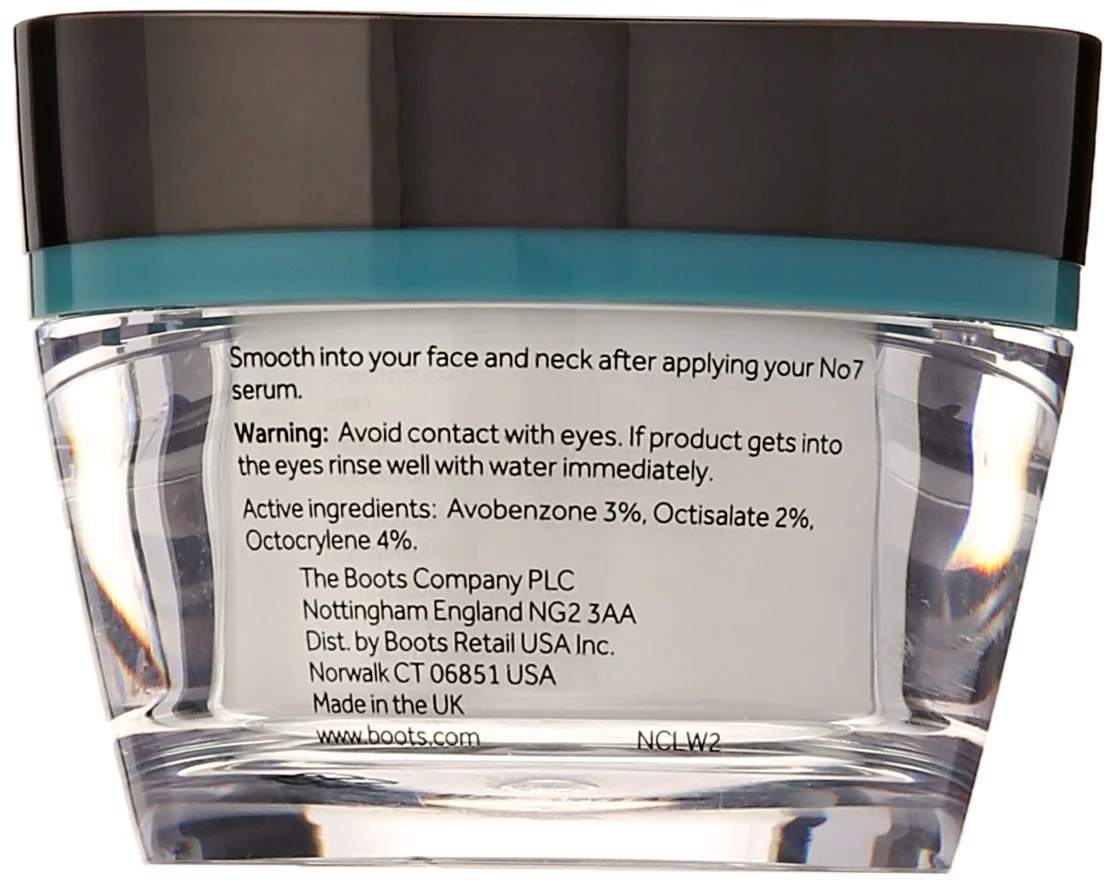 Smooth into your face and neck after applying your No7
serum.
Warning: Avoid contact with eyes. If product gets into
the eyes rinse well with water immediately.
Active ingredients: Avobenzone 3%, Octisalate 2%,
Octocrylene 4%.
The Boots Company PLC
Nottingham England NG2 3AA
Dist. by Boots Retail USA Inc.
Norwalk CT 06851 USA
Made in the UK
www.boots.com NCLW2